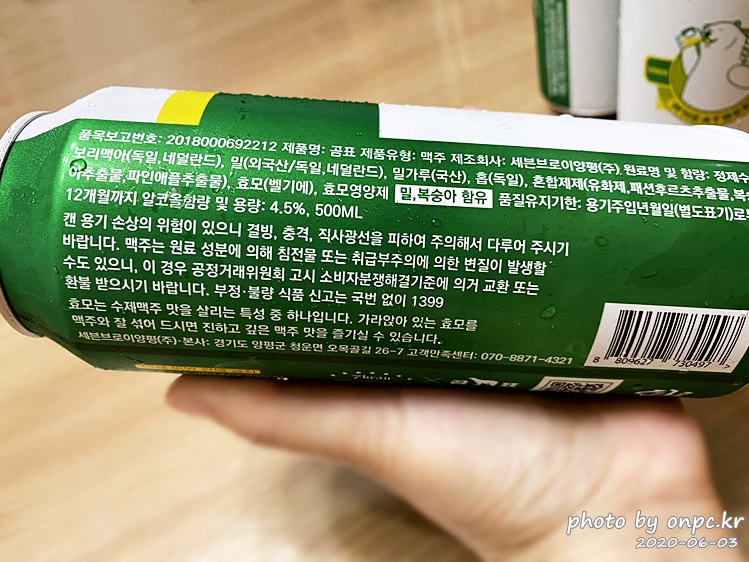 품목보고번호: 2018000692212 제품명: 곰표 제품유형: 맥주 제조회사: 세븐브로이양평(주) 원료명 및 함량: 정제수
보리맥아(독일,네덜란드), 밀(외국산/독일,네덜란드), 밀가루(국산), 홉(독일), 혼합제제(유화제,패션후르츠추출물,복숭
아추출물,파인애플추출물), 효모(벨기에), 효모영양제 밀,복숭아 함유 품질유지기한: 용기주입년월일(별도표기)로부
12개월까지 알코올함량 및 용량: 4.5%, 500ML
캔 용기 손상의 위험이 있으니 결빙, 충격, 직사광선을 피하여 주의해서 다루어 주시기
바랍니다. 맥주는 원료 성분에 의해 침전물 또는 취급부주의에 의한 변질이 발생할
수도 있으니, 이 경우 공정거래위원회 고시 소비자분쟁해결기준에 의거 교환 또는
환불 받으시기 바랍니다. 부정·불량 식품 신고는 국번 없이 1399
효모는 수제맥주 맛을 살리는 특성 중 하나입니다. 가라앉아 있는 효모를
맥주와 잘 섞어 드시면 진하고 깊은 맥주 맛을 즐기실 수 있습니다.
세븐브로이양평(주)·본사: 경기도 양평군 청운면 오목골길 26-7 고객만족센터: 070-8871-4321
8 809627 730497
photo by onpc.kr
2020-06-03